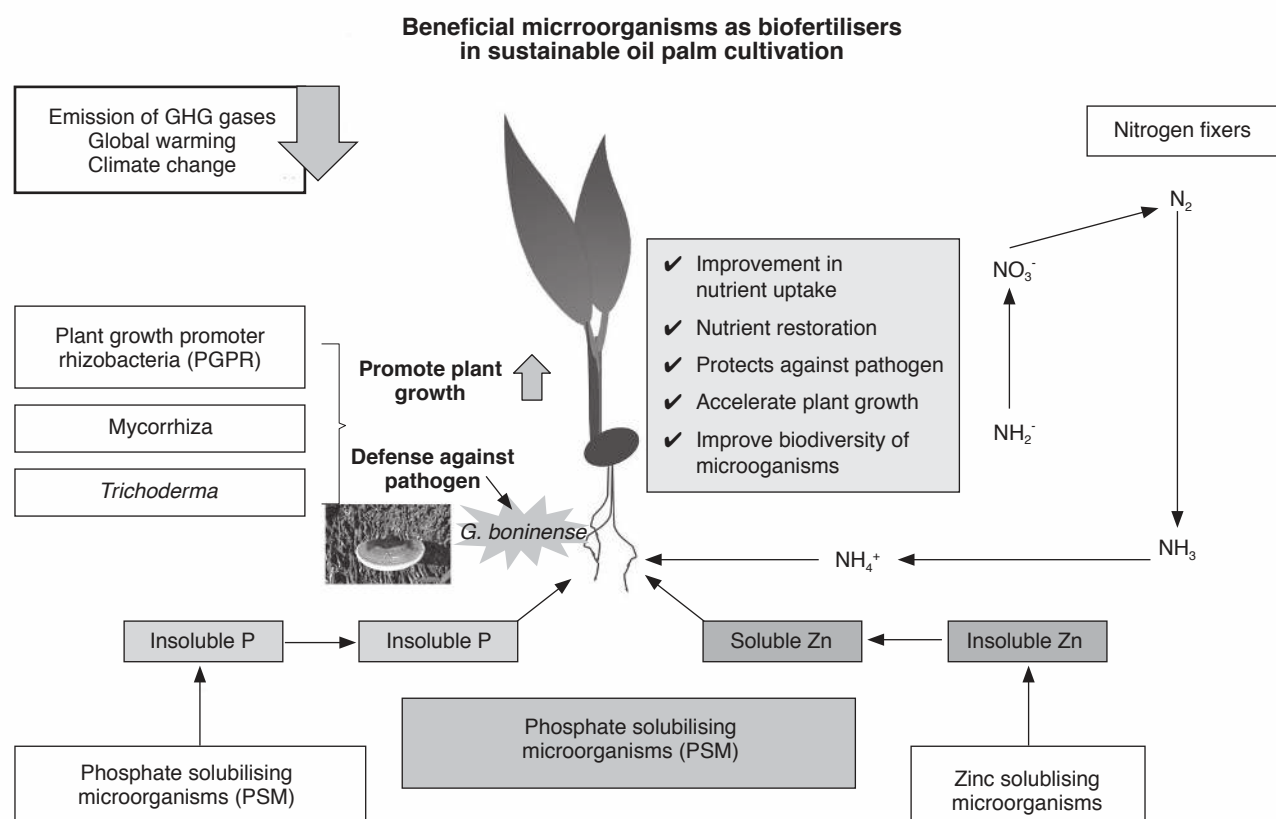 Beneficial micrroorganisms as biofertilisers
in sustainable oil palm cultivation
Emission of GHG gases
Global warming
Climate change
Nitrogen fixers
N₂
NO₃⁻
NH₂⁻
NH₃
NH₄⁺
✔ Improvement in
nutrient uptake
✔ Nutrient restoration
✔ Protects against pathogen
✔ Accelerate plant growth
✔ Improve biodiversity of
microoganisms
Plant growth promoter
rhizobacteria (PGPR)
Mycorrhiza
Trichoderma
Promote plant
growth
Defense against
pathogen
G. boninense
Insoluble P
Insoluble P
Soluble Zn
Insoluble Zn
Phosphate solubilising
microorganisms (PSM)
Phosphate solubilising
microorganisms (PSM)
Zinc solublising
microorganisms